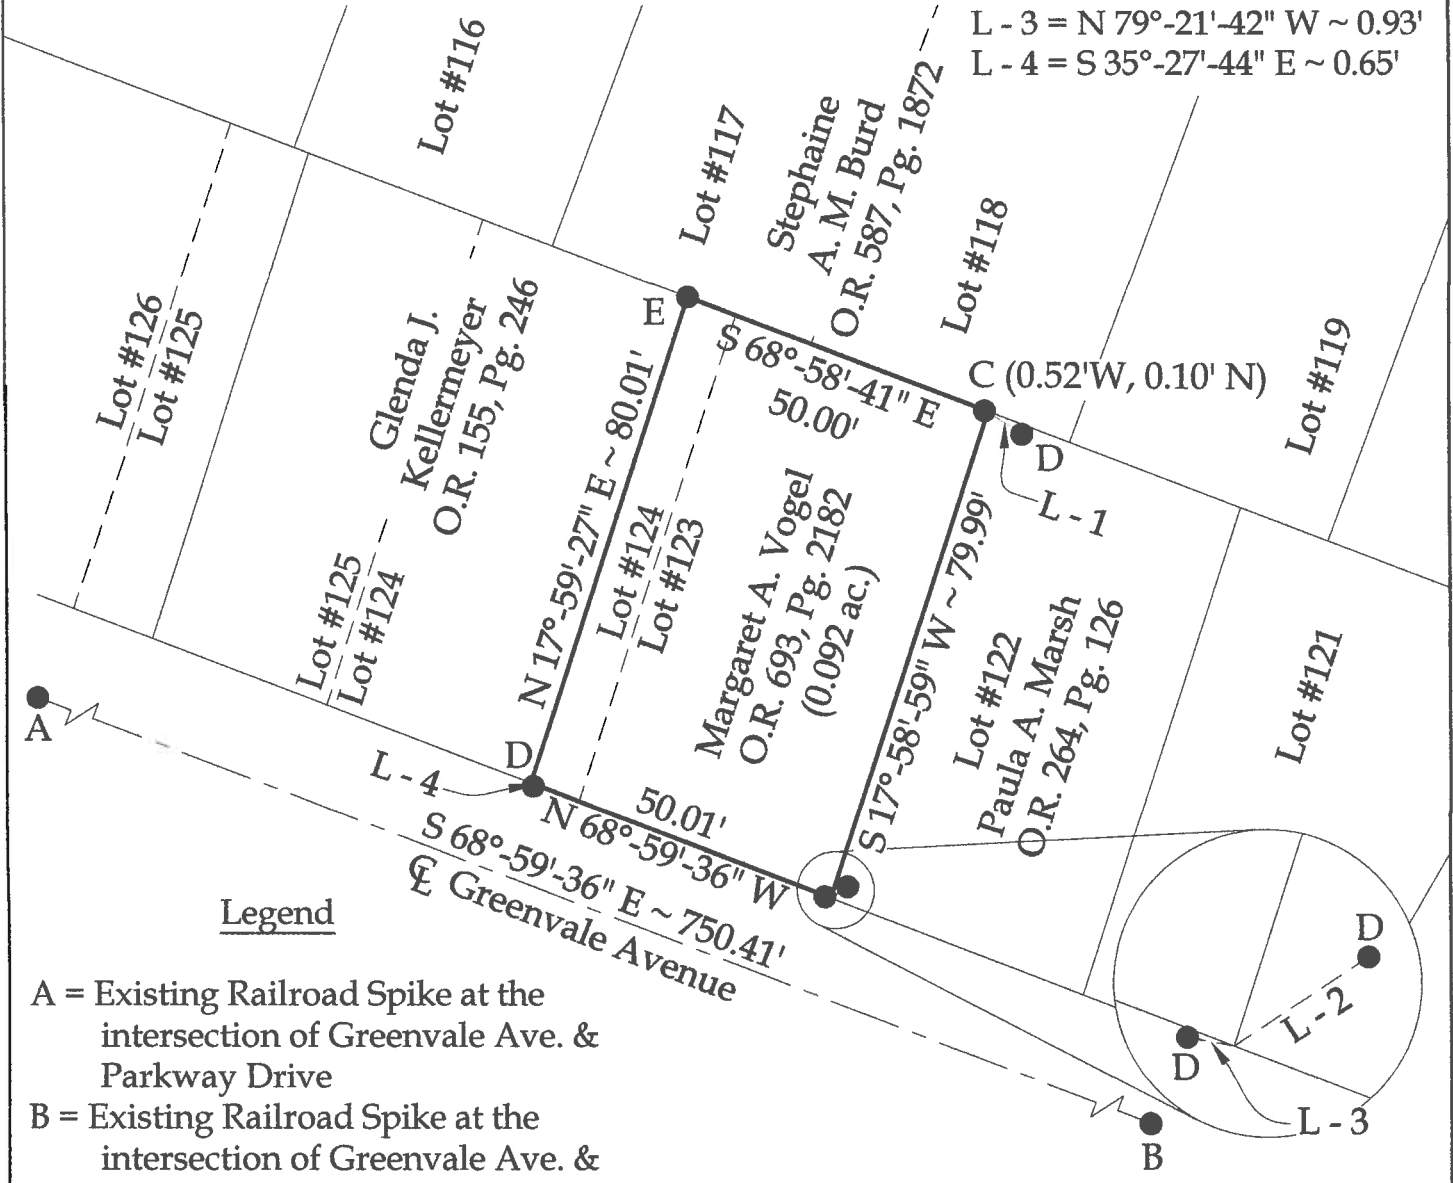 L - 3 = N 79°-21'-42" W ~ 0.93'
L - 4 = S 35°-27'-44" E ~ 0.65'
Lot #116
Lot #117
Stephaine
A. M. Burd
O.R. 587, Pg. 1872
Lot #118
Lot #119
Lot #126
Lot #125
Glenda J.
Kellermeyer
O.R. 155, Pg. 246
E
S 68°-58'-41" E
50.00'
C (0.52'W, 0.10' N)
D
L - 1
N 17°-59'-27" E ~ 80.01'
Lot #124
Lot #123
Margaret A. Vogel
O.R. 693, Pg. 2182
(0.092 ac.)
S 17°-58'-59" W ~ 79.99'
Lot #122
Paula A. Marsh
O.R. 264, Pg. 126
Lot #121
Lot #125
Lot #124
A
D
L - 4
50.01'
N 68°-59'-36" W
S 68°-59'-36" E ~ 750.41'
℄ Greenvale Avenue
D
L - 2
D
L - 3
B
Legend
A = Existing Railroad Spike at the
intersection of Greenvale Ave. &
Parkway Drive
B = Existing Railroad Spike at the
intersection of Greenvale Ave. &